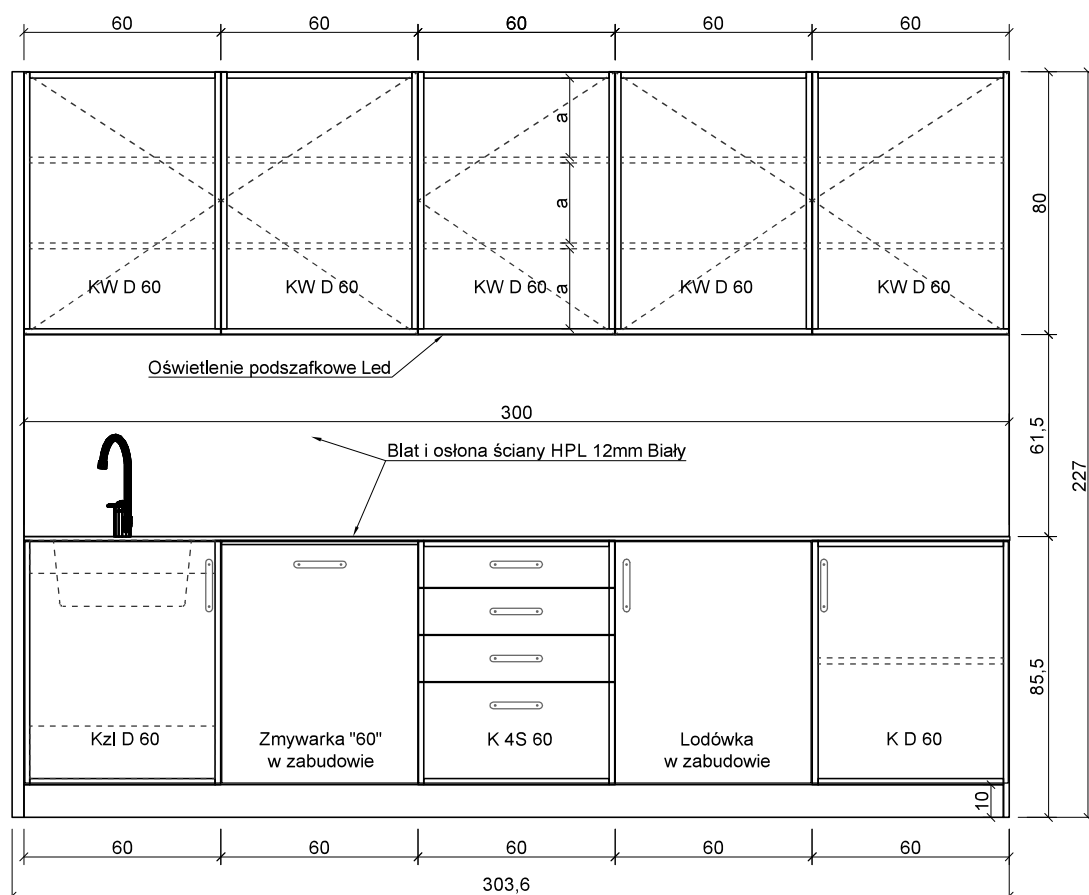 60 60 60 60 60
a
a
a
80
KW D 60 KW D 60 KW D 60 KW D 60 KW D 60
Oświetlenie podszafkowe Led
300
61,5
Blat i osłona ściany HPL 12mm Biały
227
85,5
Kzl D 60
Zmywarka "60"
w zabudowie
K 4S 60
Lodówka
w zabudowie
K D 60
10
60 60 60 60 60
303,6